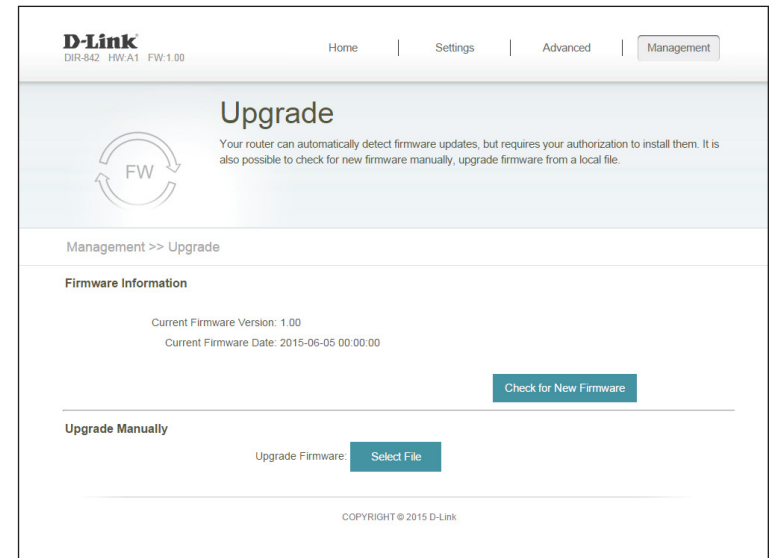 D-Link
DIR-842 HW:A1 FW:1.00
Home | Settings | Advanced | Management
Upgrade
Your router can automatically detect firmware updates, but requires your authorization to install them. It is
also possible to check for new firmware manually, upgrade firmware from a local file.
FW
Management >> Upgrade
Firmware Information
Current Firmware Version: 1.00
Current Firmware Date: 2015-06-05 00:00:00
Check for New Firmware
Upgrade Manually
Upgrade Firmware: Select File
COPYRIGHT © 2015 D-Link